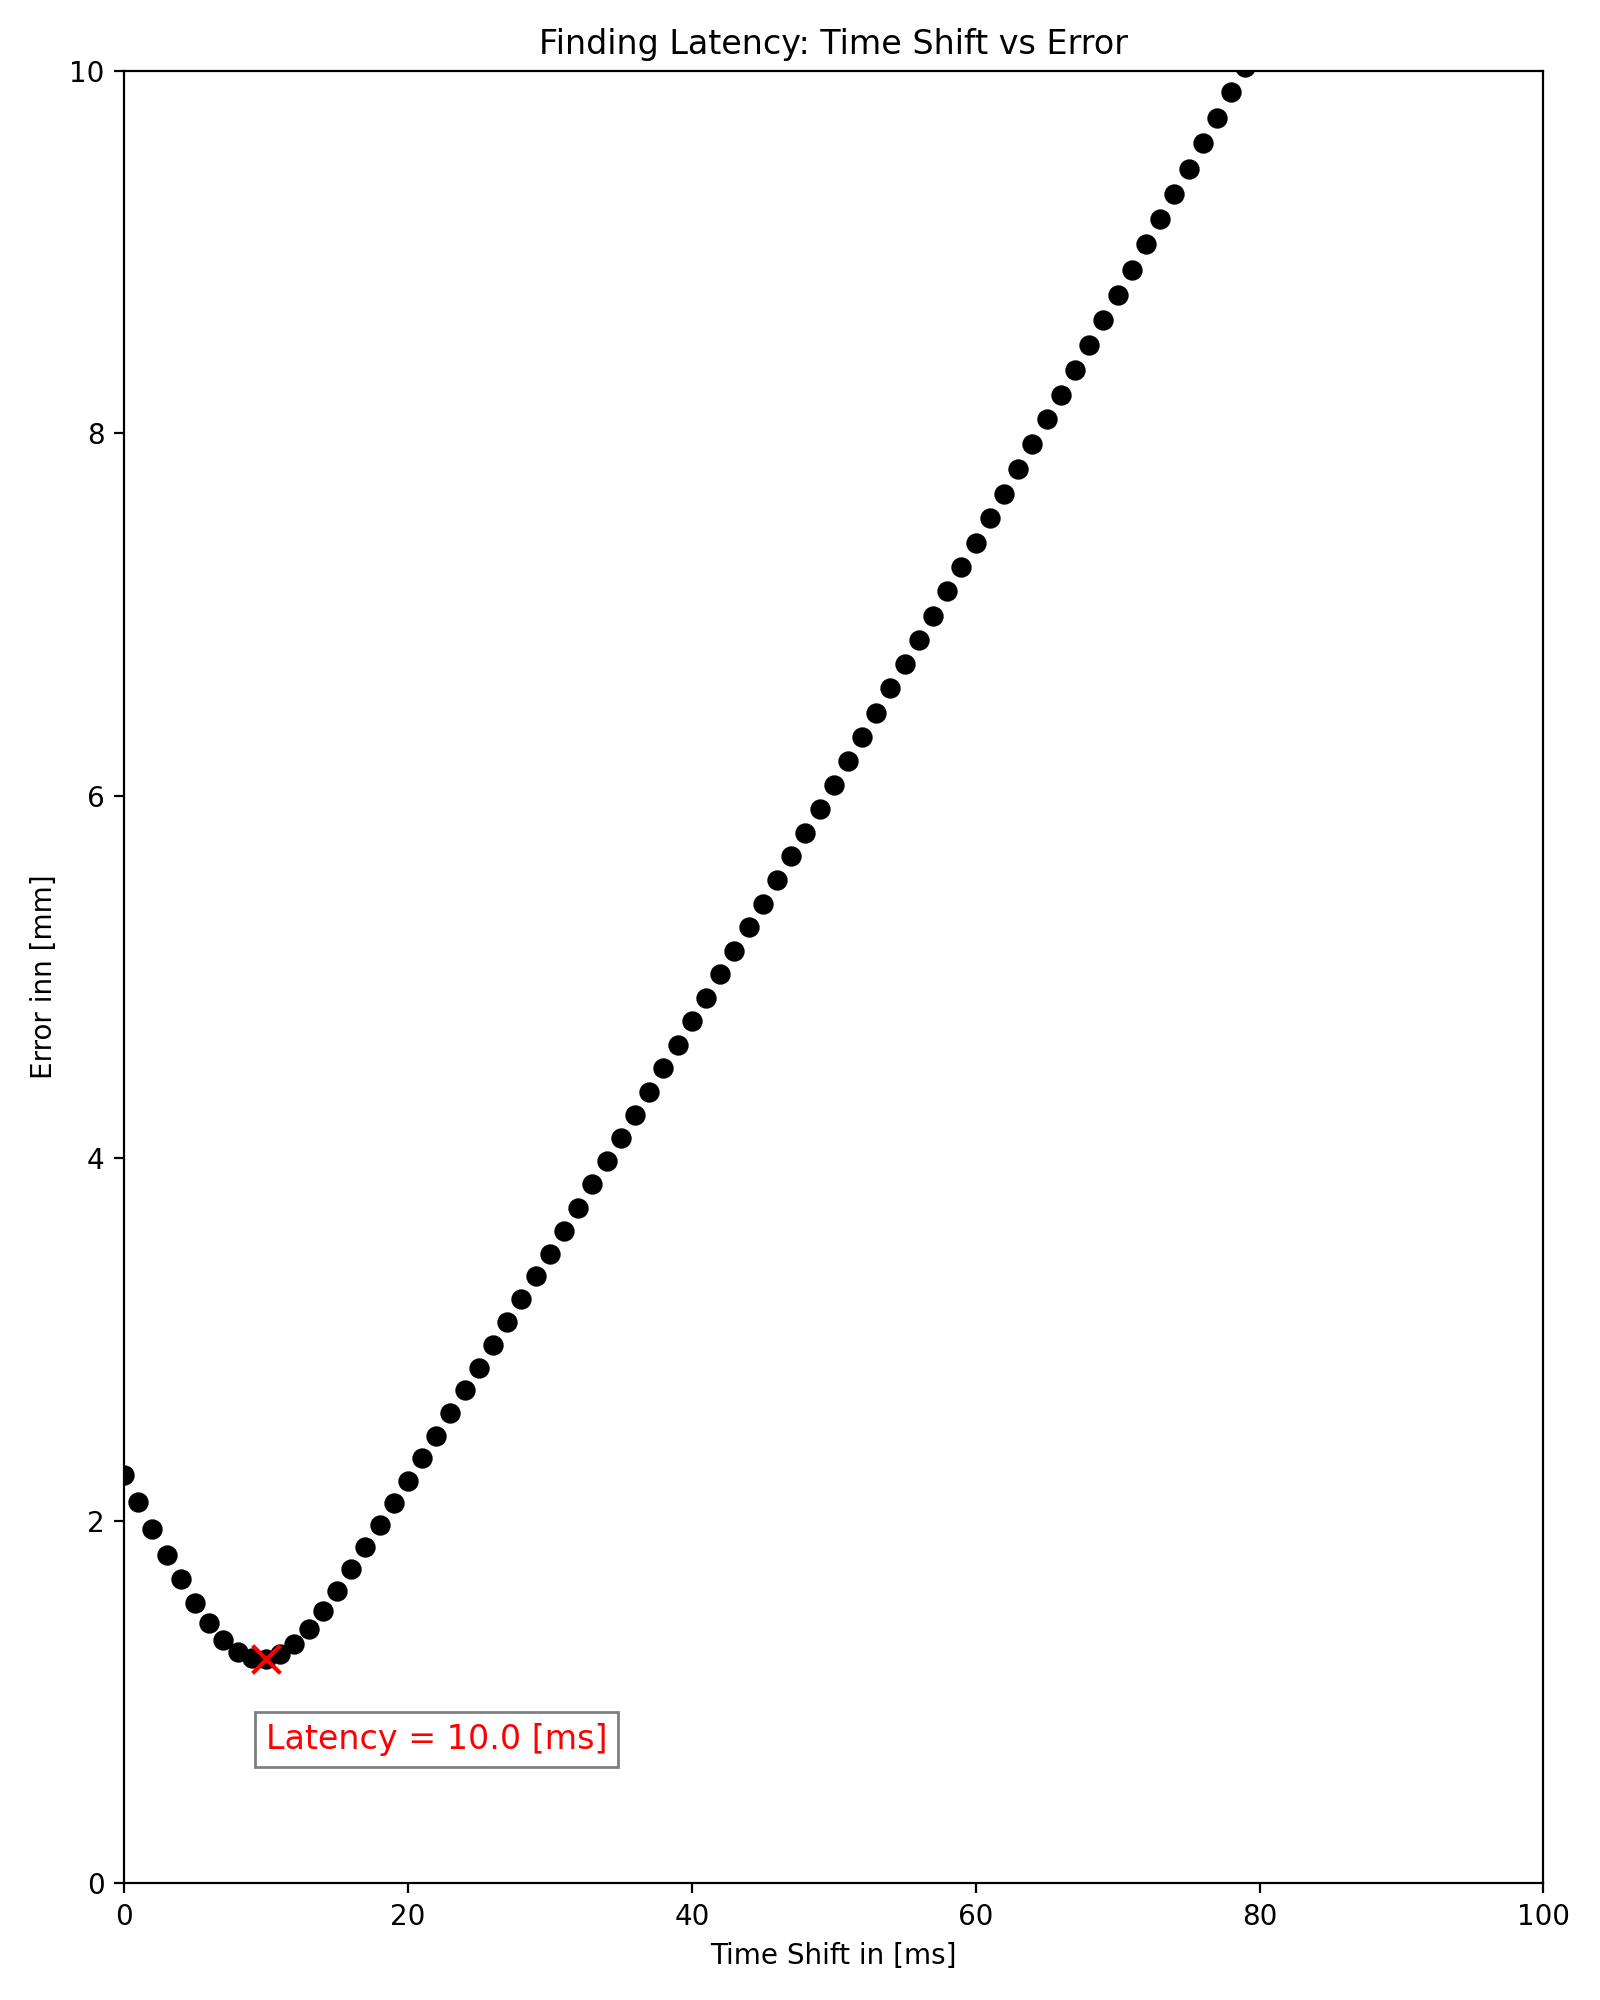 Finding Latency: Time Shift vs Error
10
8
6
4
2
0
Error inn [mm]
Latency = 10.0 [ms]
0 20 40 60 80 100
Time Shift in [ms]